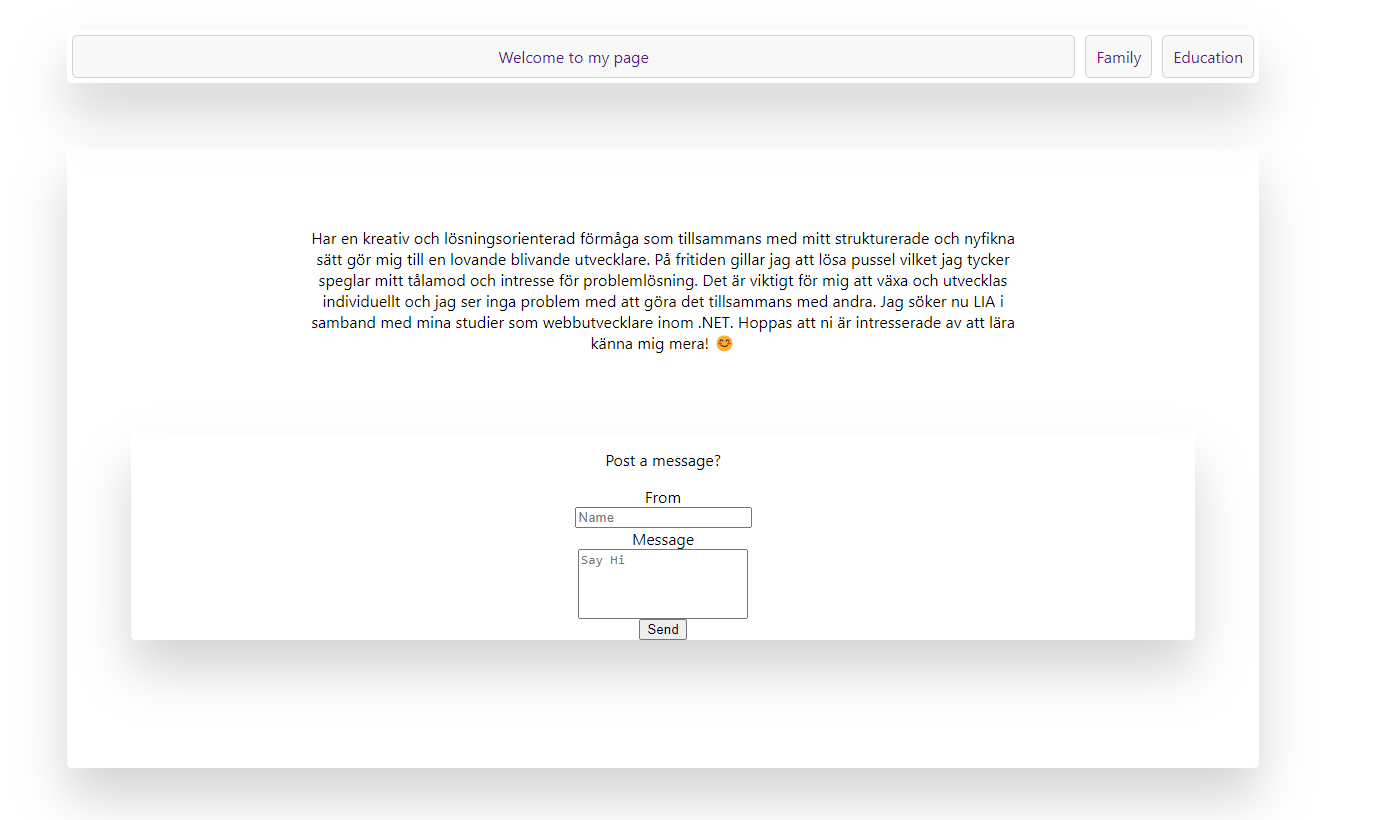 Welcome to my page
Family
Education
Har en kreativ och lösningsorienterad förmåga som tillsammans med mitt strukturerade och nyfikna
sätt gör mig till en lovande blivande utvecklare. På fritiden gillar jag att lösa pussel vilket jag tycker
speglar mitt tålamod och intresse för problemlösning. Det är viktigt för mig att växa och utvecklas
individuellt och jag ser inga problem med att göra det tillsammans med andra. Jag söker nu LIA i
samband med mina studier som webbutvecklare inom .NET. Hoppas att ni är intresserade av att lära
känna mig mera! 😊
Post a message?
From
Name
Message
Say Hi
Send